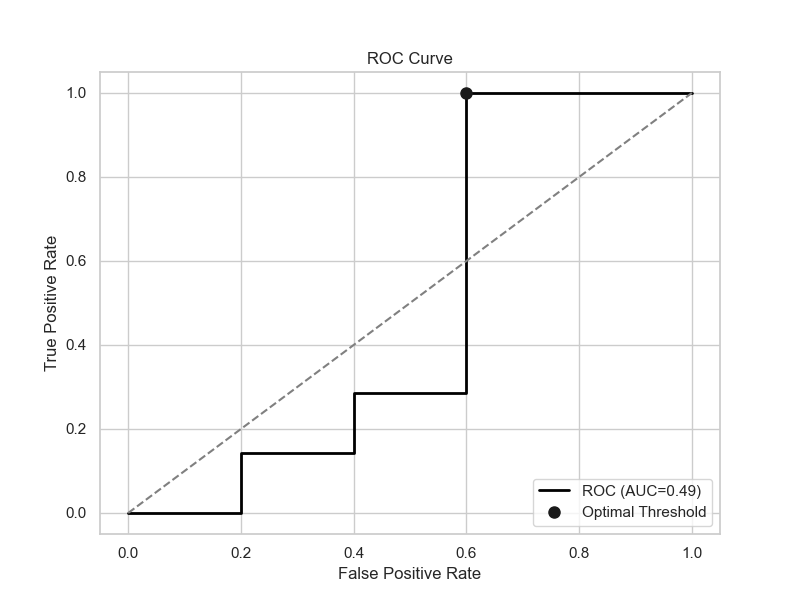 ROC Curve
True Positive Rate
1.0
0.8
0.6
0.4
0.2
0.0
ROC (AUC=0.49)
Optimal Threshold
0.0 0.2 0.4 0.6 0.8 1.0
False Positive Rate